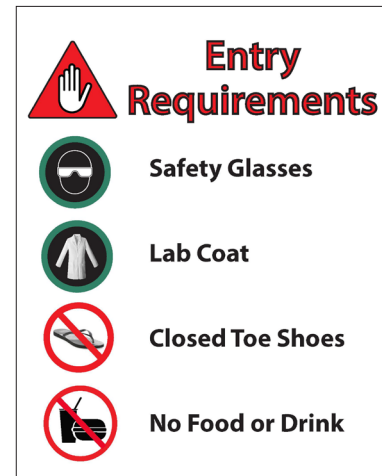 Entry
Requirements
Safety Glasses
Lab Coat
Closed Toe Shoes
No Food or Drink